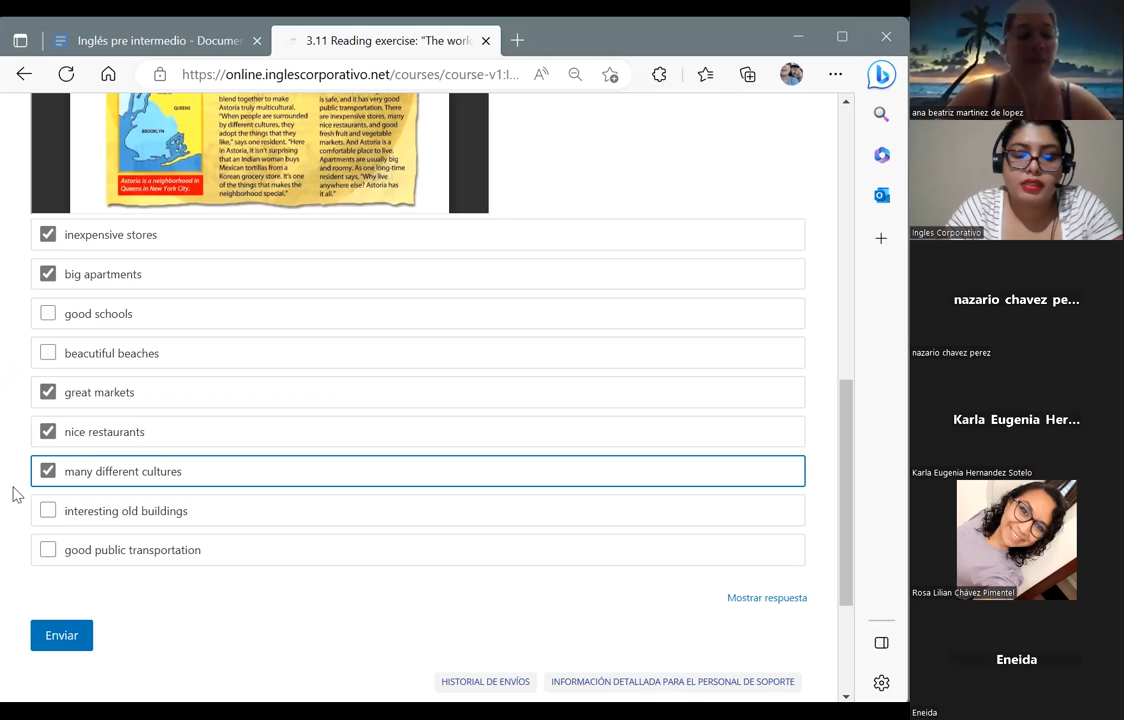 Inglés pre intermedio - Documen
3.11 Reading exercise: "The work
https://online.inglescorporativo.net/courses/course-v1:I...
QUEENS
BROOKLYN
Astoria is a neighborhood in
Queens in New York City.
blend together to make
Astoria truly multicultural.
"When people are surrounded
by different cultures, they
adopt the things that they
like," says one resident. "Here
in Astoria, it isn't surprising
that an Indian woman buys
Mexican tortillas from a
Korean grocery store. It's one
of the things that makes the
neighborhood special."
is safe, and it has very good
public transportation. There
are inexpensive stores, many
nice restaurants, and good
fresh fruit and vegetable
markets. And Astoria is a
comfortable place to live.
Apartments are usually big
and roomy. As one long-time
resident says, "Why live
anywhere else? Astoria has
it all."
inexpensive stores
big apartments
good schools
beacutiful beaches
great markets
nice restaurants
many different cultures
interesting old buildings
good public transportation
Mostrar respuesta
Enviar
HISTORIAL DE ENVÍOS
INFORMACIÓN DETALLADA PARA EL PERSONAL DE SOPORTE
ana beatriz martinez de lopez
Ingles Corporativo
nazario chavez pe...
nazario chavez perez
Karla Eugenia Her...
Karla Eugenia Hernandez Sotelo
Rosa Lilian Chávez Pimentel
Eneida
Eneida